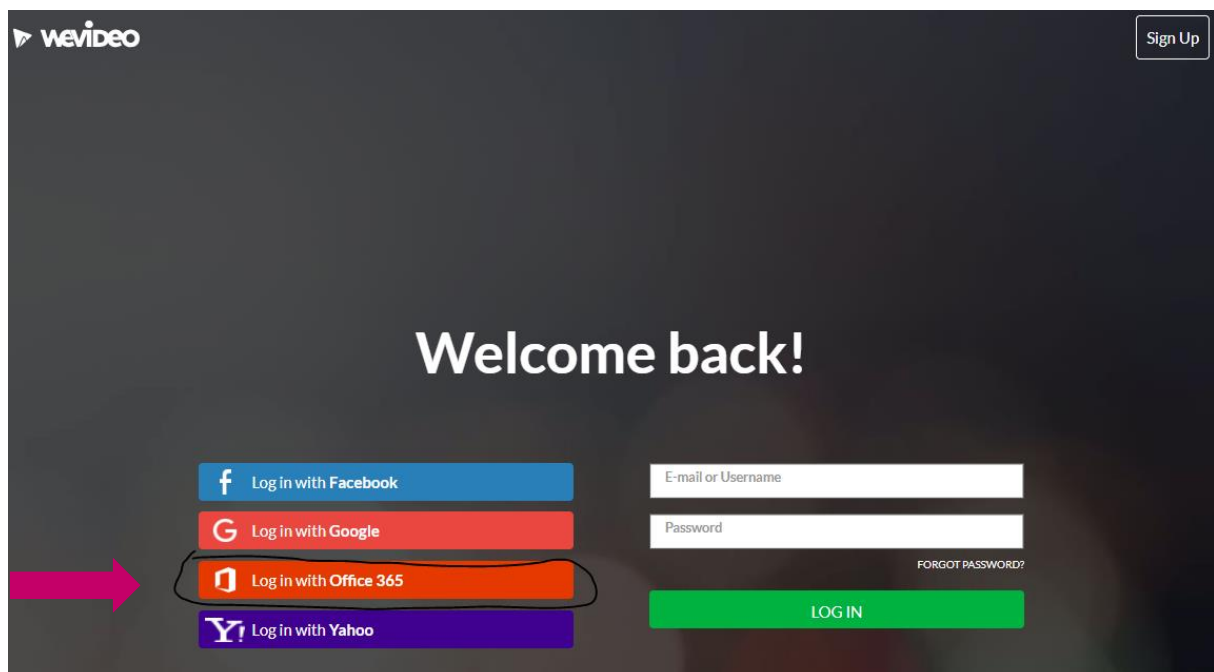 WEVIDEO
Sign Up
Welcome back!
Log in with Facebook
Log in with Google
Log in with Office 365
Log in with Yahoo
E-mail or Username
Password
FORGOT PASSWORD?
LOG IN